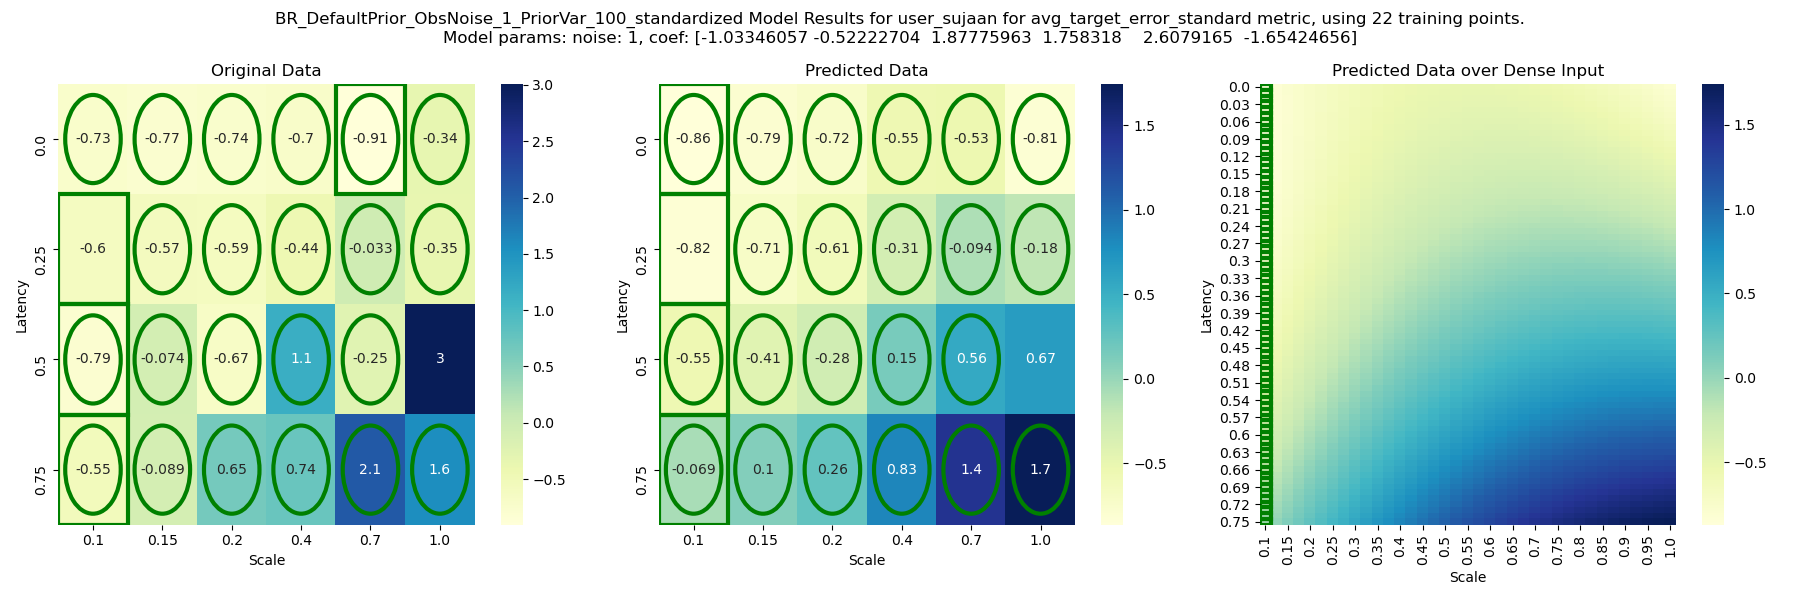 BR_DefaultPrior_ObsNoise_1_PriorVar_100_standardized Model Results for user_sujaan for avg_target_error_standard metric, using 22 training points.
Model params: noise: 1, coef: [-1.03346057 -0.52222704 1.87775963 1.758318 2.6079165 -1.65424656]
Original Data
Latency
0.0
0.25
0.5
0.75
-0.73 -0.77 -0.74 -0.7 -0.91 -0.34
-0.6 -0.57 -0.59 -0.44 -0.033 -0.35
-0.79 -0.074 -0.67 1.1 -0.25 3
-0.55 -0.089 0.65 0.74 2.1 1.6
0.1 0.15 0.2 0.4 0.7 1.0
Scale
3.0
2.5
2.0
1.5
1.0
0.5
0.0
−0.5
Predicted Data
Latency
0.0
0.25
0.5
0.75
-0.86 -0.79 -0.72 -0.55 -0.53 -0.81
-0.82 -0.71 -0.61 -0.31 -0.094 -0.18
-0.55 -0.41 -0.28 0.15 0.56 0.67
-0.069 0.1 0.26 0.83 1.4 1.7
0.1 0.15 0.2 0.4 0.7 1.0
Scale
1.5
1.0
0.5
0.0
−0.5
Predicted Data over Dense Input
Latency
0.0
0.03
0.06
0.09
0.12
0.15
0.18
0.21
0.24
0.27
0.3
0.33
0.36
0.39
0.42
0.45
0.48
0.51
0.54
0.57
0.6
0.63
0.66
0.69
0.72
0.75
0.1 0.15 0.2 0.25 0.3 0.35 0.4 0.45 0.5 0.55 0.6 0.65 0.7 0.75 0.8 0.85 0.9 0.95 1.0
Scale
1.5
1.0
0.5
0.0
−0.5